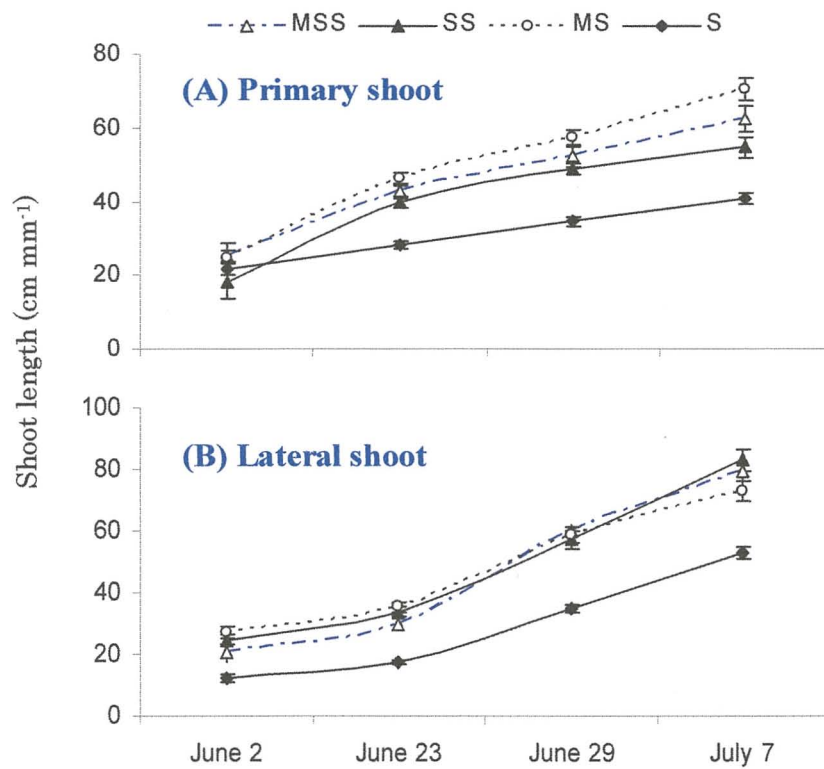 MSS SS MS S
(A) Primary shoot
80
60
40
20
0
Shoot length (cm mm⁻¹)
(B) Lateral shoot
100
80
60
40
20
0
June 2 June 23 June 29 July 7